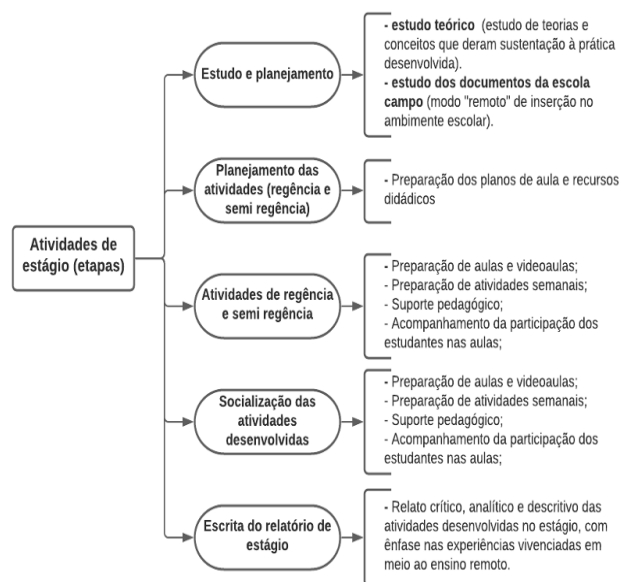 Atividades de
estágio (etapas)
Estudo e planejamento
- estudo teórico (estudo de teorias e
conceitos que deram sustentação à prática
desenvolvida).
- estudo dos documentos da escola
campo (modo "remoto" de inserção no
ambimente escolar).
Planejamento das
atividades (regência e
semi regência)
- Preparação dos planos de aula e recursos
didádicos
Atividades de regência
e semi regência
- Preparação de aulas e videoaulas;
- Preparação de atividades semanais;
- Suporte pedagógico;
- Acompanhamento da participação dos
estudantes nas aulas;
Socialização das
atividades
desenvolvidas
- Preparação de aulas e videoaulas;
- Preparação de atividades semanais;
- Suporte pedagógico;
- Acompanhamento da participação dos
estudantes nas aulas;
Escrita do relatório de
estágio
- Relato crítico, analítico e descritivo das
atividades desenvolvidas no estágio, com
ênfase nas experiências vivenciadas em
meio ao ensino remoto.